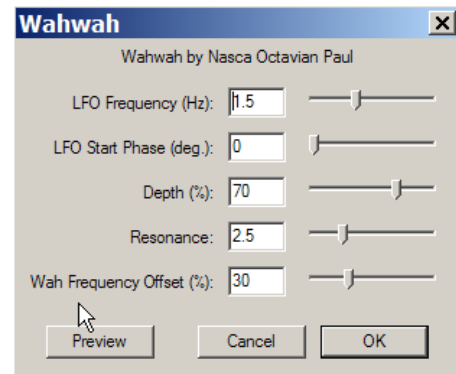 Wahwah
Wahwah by Nasca Octavian Paul
LFO Frequency (Hz): 1.5
LFO Start Phase (deg.): 0
Depth (%): 70
Resonance: 2.5
Wah Frequency Offset (%): 30
Preview Cancel OK